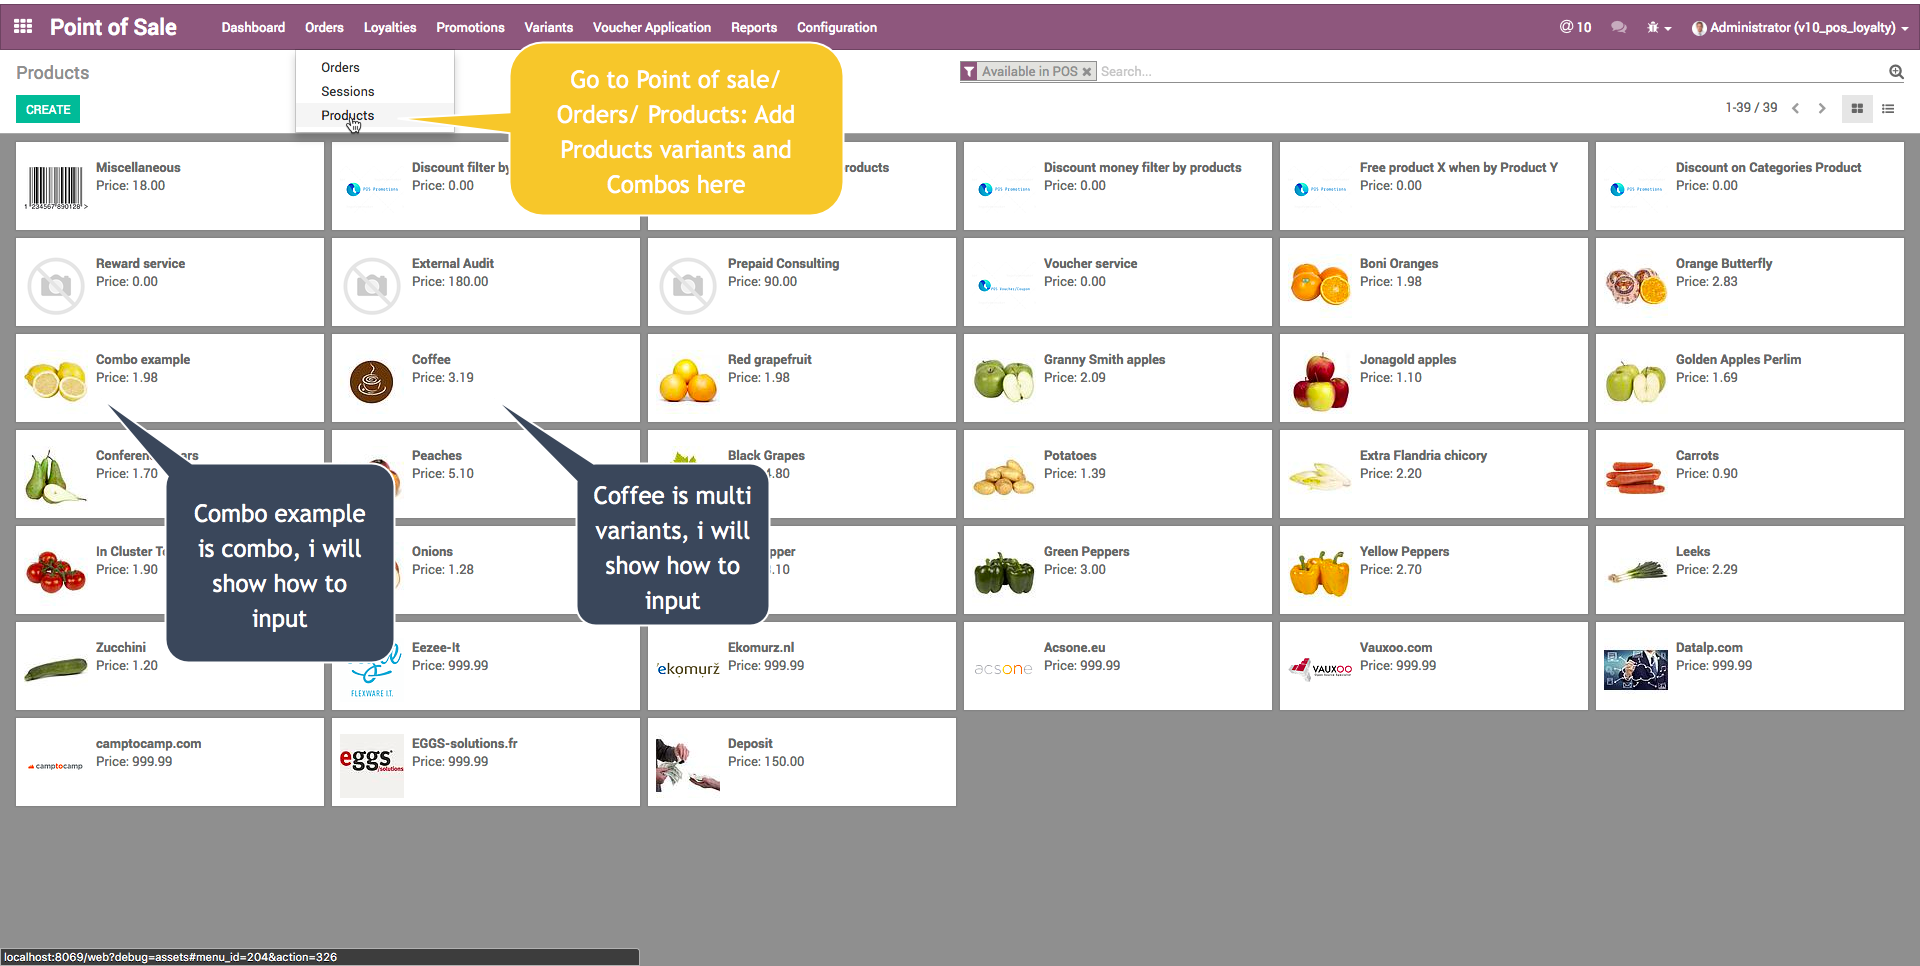 Point of Sale
Dashboard
Orders
Loyalties
Promotions
Variants
Voucher Application
Reports
Configuration
@ 10
Administrator (v10_pos_loyalty)
Products
CREATE
Orders
Sessions
Products
Go to Point of sale/
Orders/ Products: Add
Products variants and
Combos here
Available in POS ×
Search...
1-39 / 39
Miscellaneous
Price: 18.00
Discount filter by
Price: 0.00
roducts
Discount money filter by products
Price: 0.00
Free product X when by Product Y
Price: 0.00
Discount on Categories Product
Price: 0.00
Reward service
Price: 0.00
External Audit
Price: 180.00
Prepaid Consulting
Price: 90.00
Voucher service
Price: 0.00
Boni Oranges
Price: 1.98
Orange Butterfly
Price: 2.83
Combo example
Price: 1.98
Coffee
Price: 3.19
Red grapefruit
Price: 1.98
Granny Smith apples
Price: 2.09
Jonagold apples
Price: 1.10
Golden Apples Perlim
Price: 1.69
Conferen
ars
Price: 1.70
Peaches
Price: 5.10
Black Grapes
.80
Potatoes
Price: 1.39
Extra Flandria chicory
Price: 2.20
Carrots
Price: 0.90
Combo example
is combo, i will
show how to
input
Coffee is multi
variants, i will
show how to
input
In Cluster T
Price: 1.90
Onions
Price: 1.28
pper
.10
Green Peppers
Price: 3.00
Yellow Peppers
Price: 2.70
Leeks
Price: 2.29
Zucchini
Price: 1.20
Eezee-It
Price: 999.99
FLEXWARE I.T.
Ekomurz.nl
Price: 999.99
ekomurz
Acsone.eu
Price: 999.99
acsone
Vauxoo.com
Price: 999.99
VAUXOO
Datalp.com
Price: 999.99
camptocamp.com
Price: 999.99
camptocamp
EGGS-solutions.fr
Price: 999.99
eggs
solutions
Deposit
Price: 150.00
localhost:8069/web?debug=assets#menu_id=204&action=326